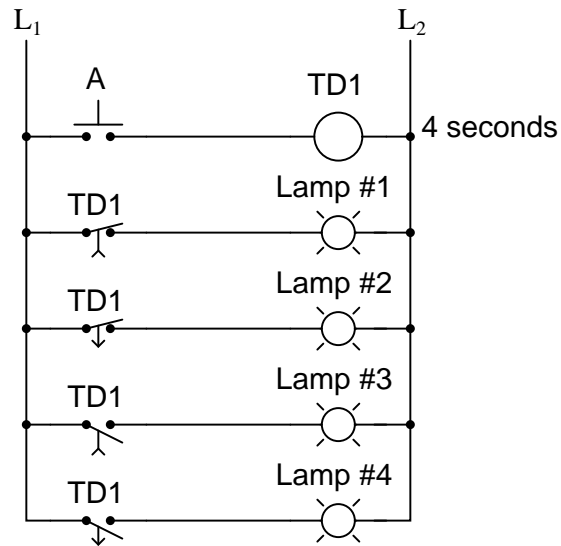 L1 L2
A
TD1
4 seconds
Lamp #1
TD1
Lamp #2
TD1
Lamp #3
TD1
Lamp #4
TD1